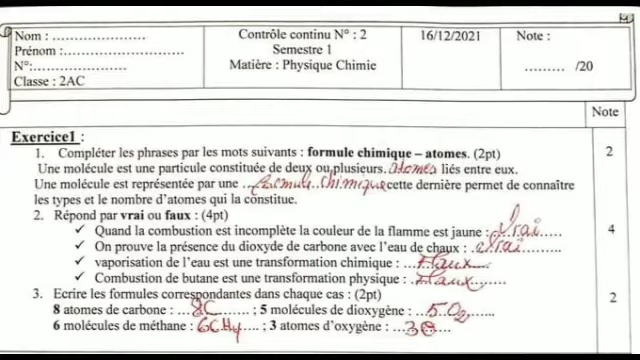 Nom : .....................
Prénom :...........................
N°:.........................
Classe : 2AC
Contrôle continu N° : 2
Semestre 1
Matière : Physique Chimie
16/12/2021
Note :
......... /20
Note
Exercice1 :
1. Compléter les phrases par les mots suivants : formule chimique – atomes. (2pt)
2
Une molécule est une particule constituée de deux ou plusieurs. atomes liés entre eux.
Une molécule est représentée par une ...formule chimique cette dernière permet de connaître
les types et le nombre d'atomes qui la constitue.
2. Répond par vrai ou faux : (4pt)
4
✓ Quand la combustion est incomplète la couleur de la flamme est jaune : Vrai
✓ On prouve la présence du dioxyde de carbone avec l'eau de chaux : Vrai
✓ vaporisation de l'eau est une transformation chimique : ...Faux
✓ Combustion de butane est une transformation physique : ...Faux
3. Ecrire les formules correspondantes dans chaque cas : (2pt)
2
8 atomes de carbone : ...8C...... ; 5 molécules de dioxygène : ...5O2...
6 molécules de méthane : 6CH4 ... ; 3 atomes d'oxygène : ...3O...